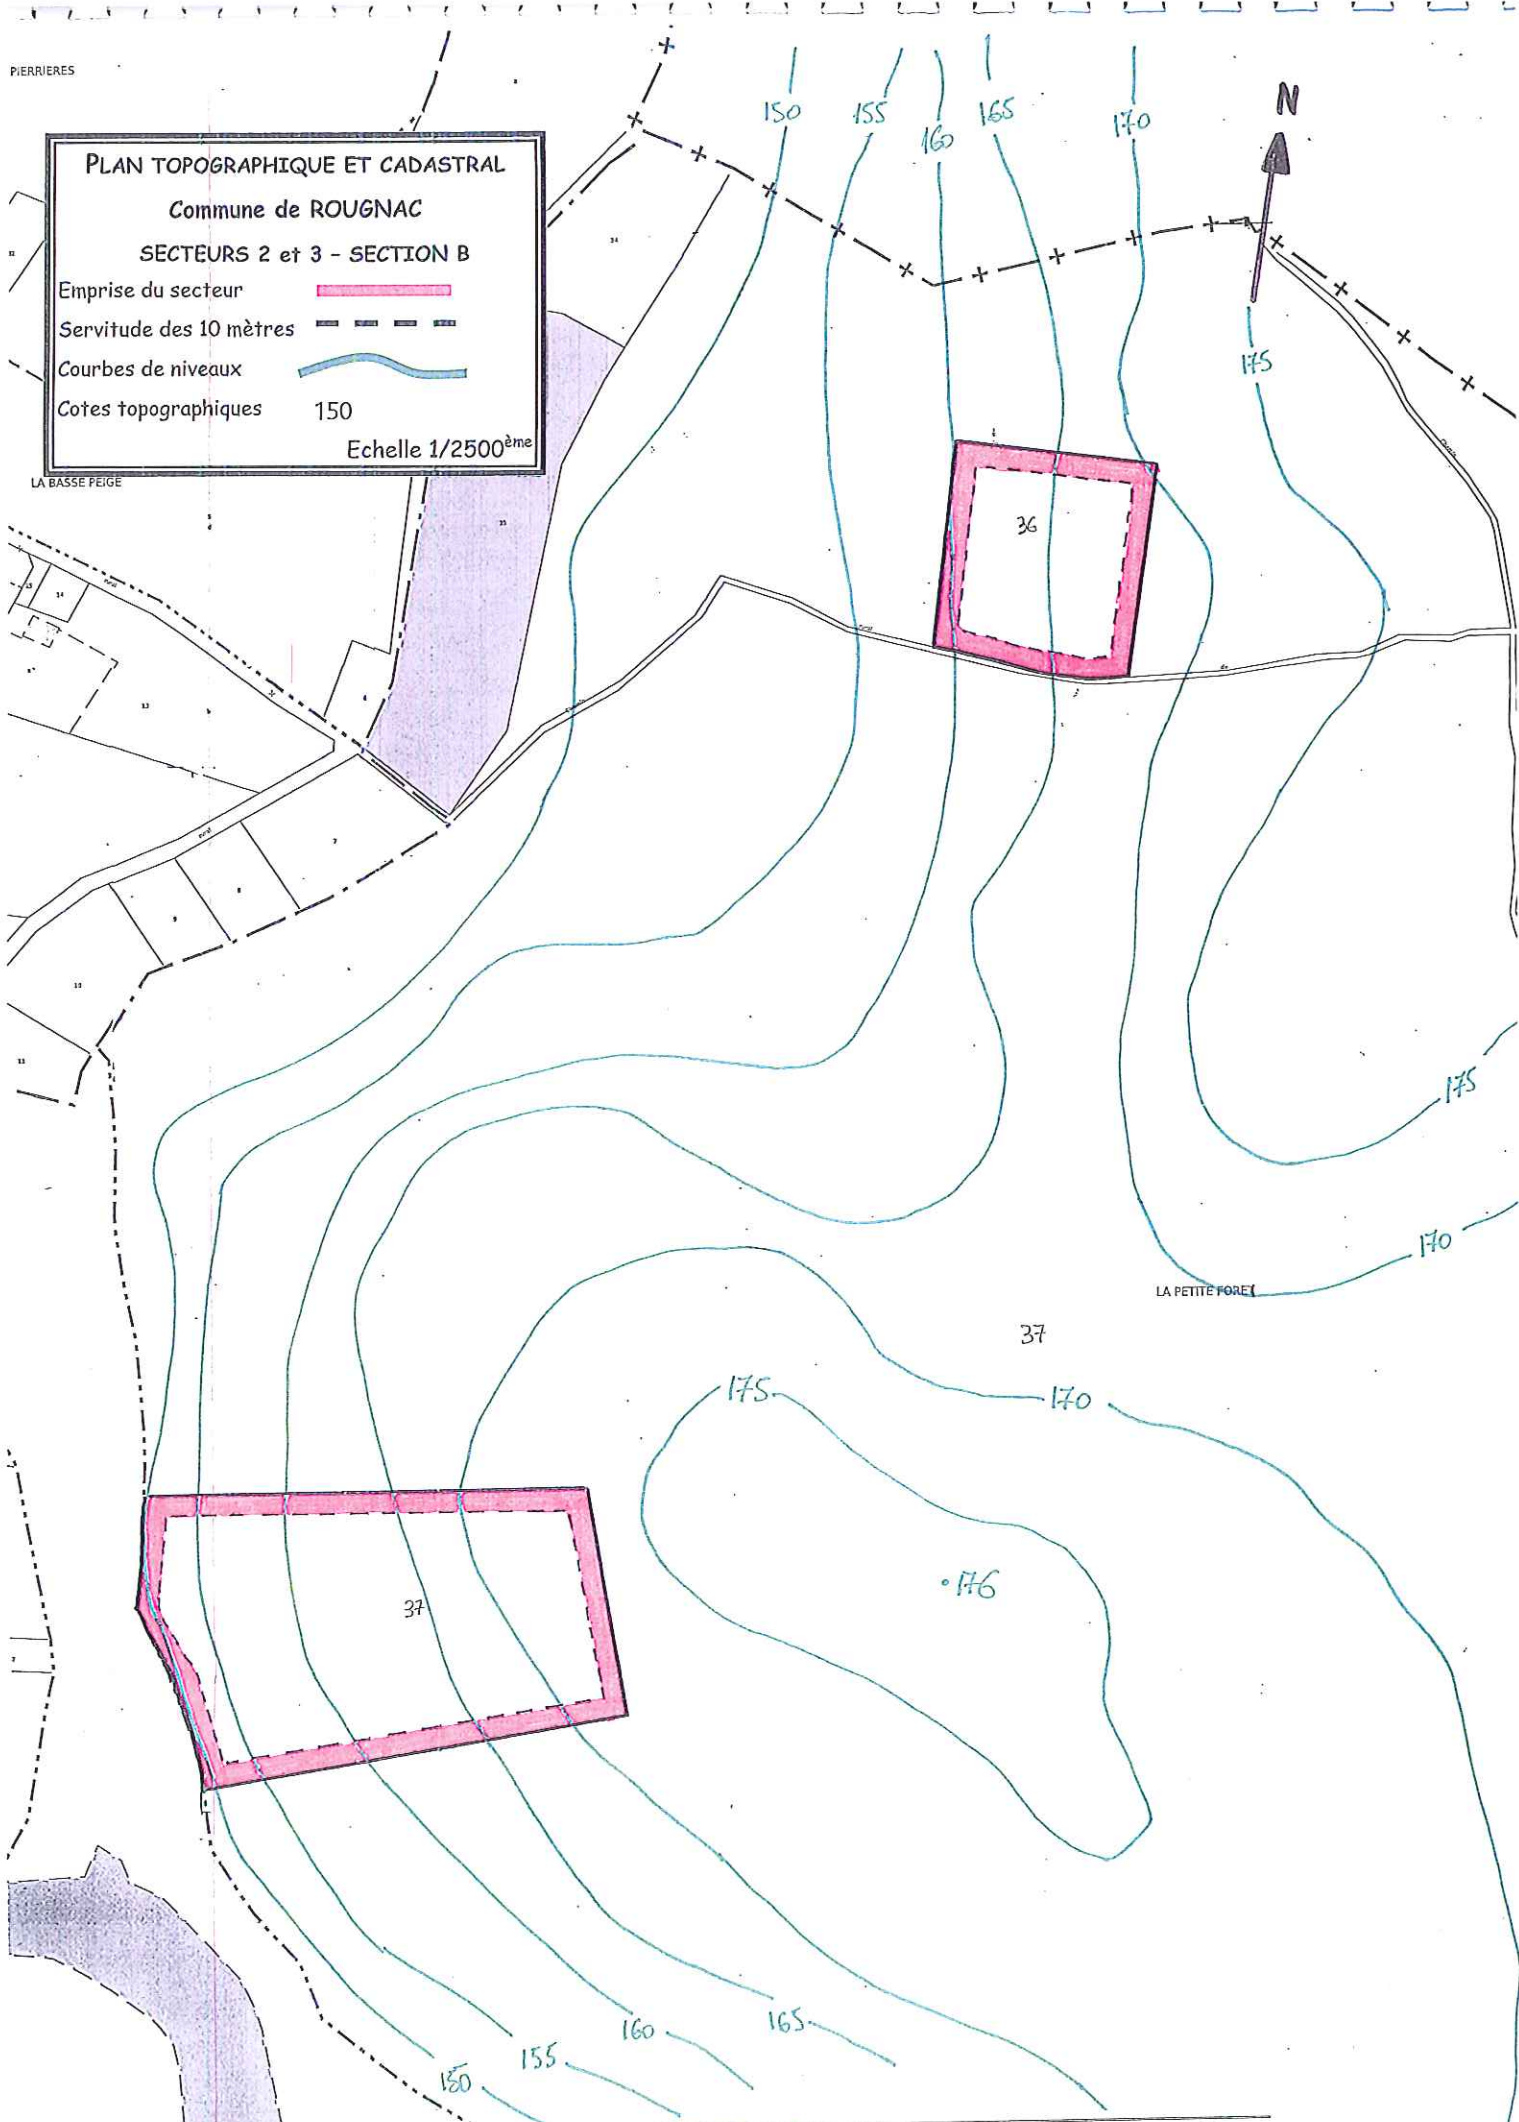 PIERRIERES
PLAN TOPOGRAPHIQUE ET CADASTRAL
Commune de ROUGNAC
SECTEURS 2 et 3 - SECTION B
Emprise du secteur
Servitude des 10 mètres
Courbes de niveaux
Cotes topographiques 150
Echelle 1/2500ème
LA BASSE PEIGE
150
155
160
165
170
N
175
36
175
170
LA PETITE FORET
37
175
170
176
37
165
160
155
150